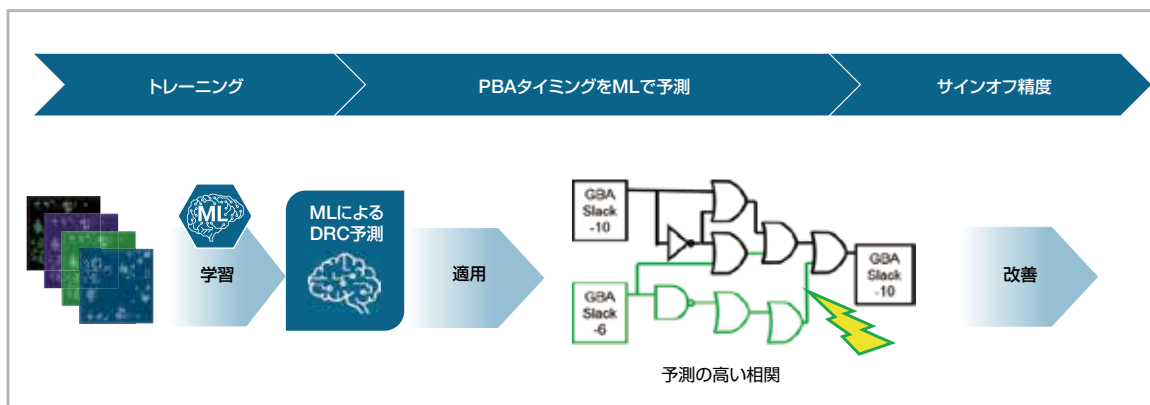 トレーニング
PBAタイミングをMLで予測
サインオフ精度
ML
学習
MLによる
DRC予測
適用
GBA
Slack
-10
GBA
Slack
-6
GBA
Slack
-10
改善
予測の高い相関